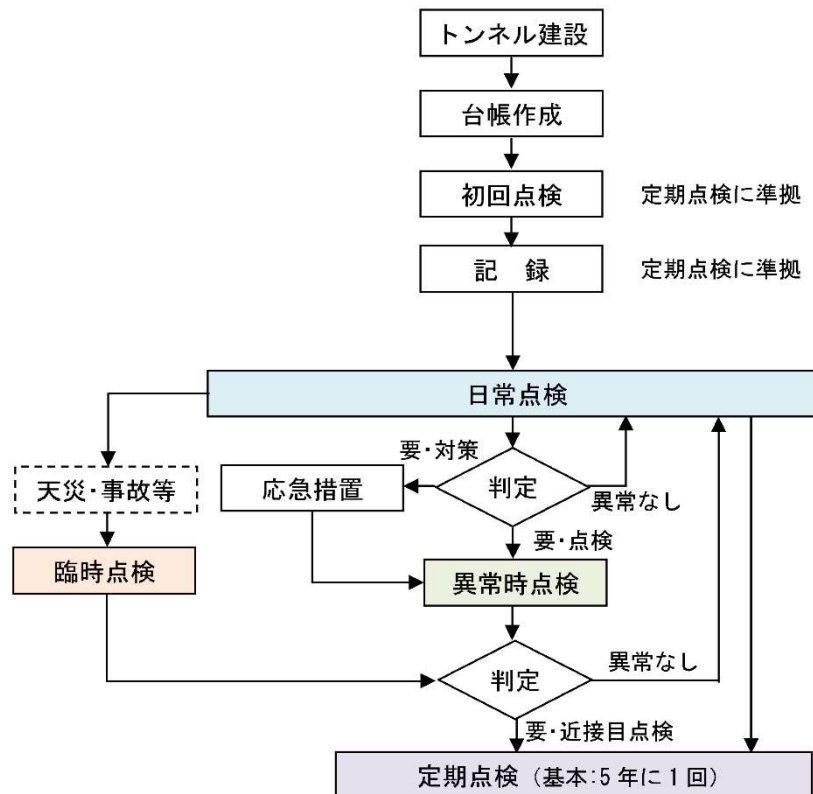 トンネル建設
台帳作成
初回点検 定期点検に準拠
記 録 定期点検に準拠
日常点検
要・対策
天災・事故等 応急措置 判定 異常なし
要・点検
臨時点検 異常時点検
判定 異常なし
要・近接目点検
定期点検（基本:5年に1回）